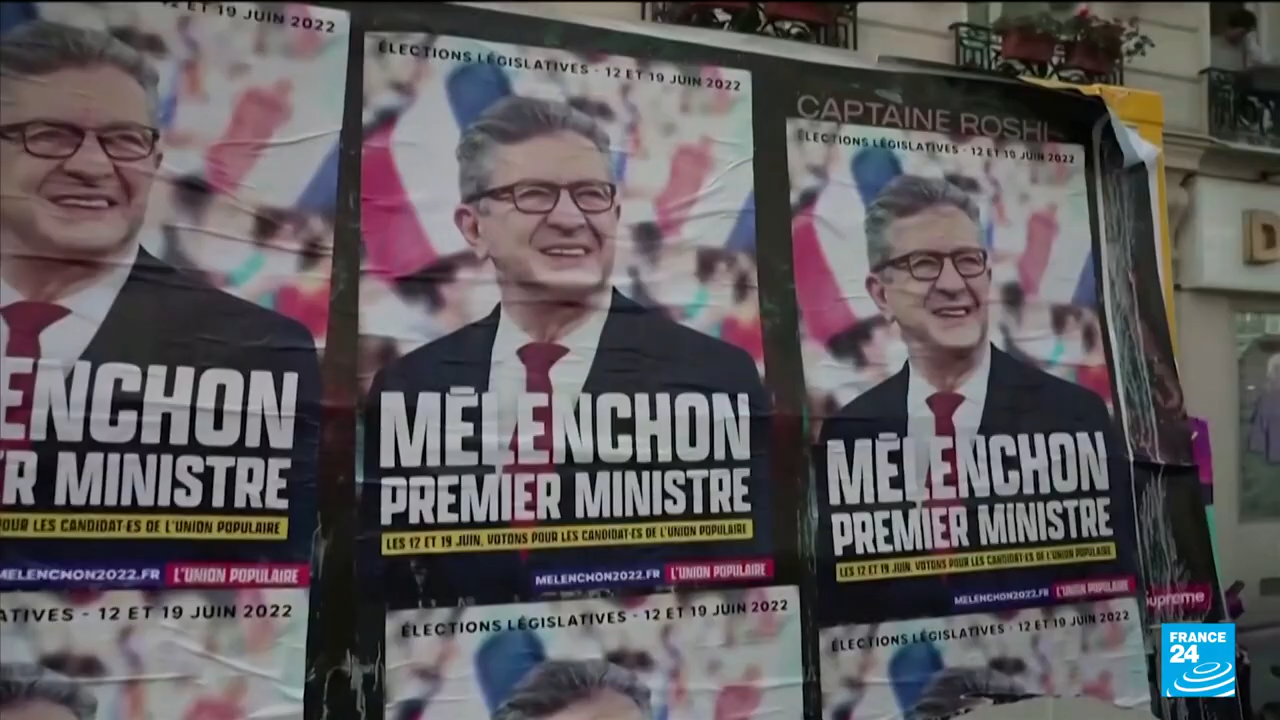 12 ET 19 JUIN 2022
ENCHON
R MINISTRE
POUR LES CANDIDAT·ES DE L'UNION POPULAIRE
MELENCHON2022.FR L'UNION POPULAIRE
ATIVES - 12 ET 19 JUIN 2022
ÉLECTIONS LÉGISLATIVES - 12 ET 19 JUIN 2022
MÉLENCHON
PREMIER MINISTRE
LES 12 ET 19 JUIN, VOTONS POUR LES CANDIDAT·ES DE L'UNION POPULAIRE
MELENCHON2022.FR L'UNION POPULAIRE
ÉLECTIONS LÉGISLATIVES - 12 ET 19 JUIN 2022
CAPTAINE ROSHI
ÉLECTIONS LÉGISLATIVES - 12 ET 19 JUIN 2022
MÉLENCHON
PREMIER MINISTRE
LES 12 ET 19 JUIN, VOTONS POUR LES CANDIDAT·ES DE L'UNION POPULAIRE
MELENCHON2022.FR L'UNION POPULAIRE
ÉLECTIONS LÉGISLATIVES - 12 ET 19 JUIN 2022
D
Supreme
FRANCE
24